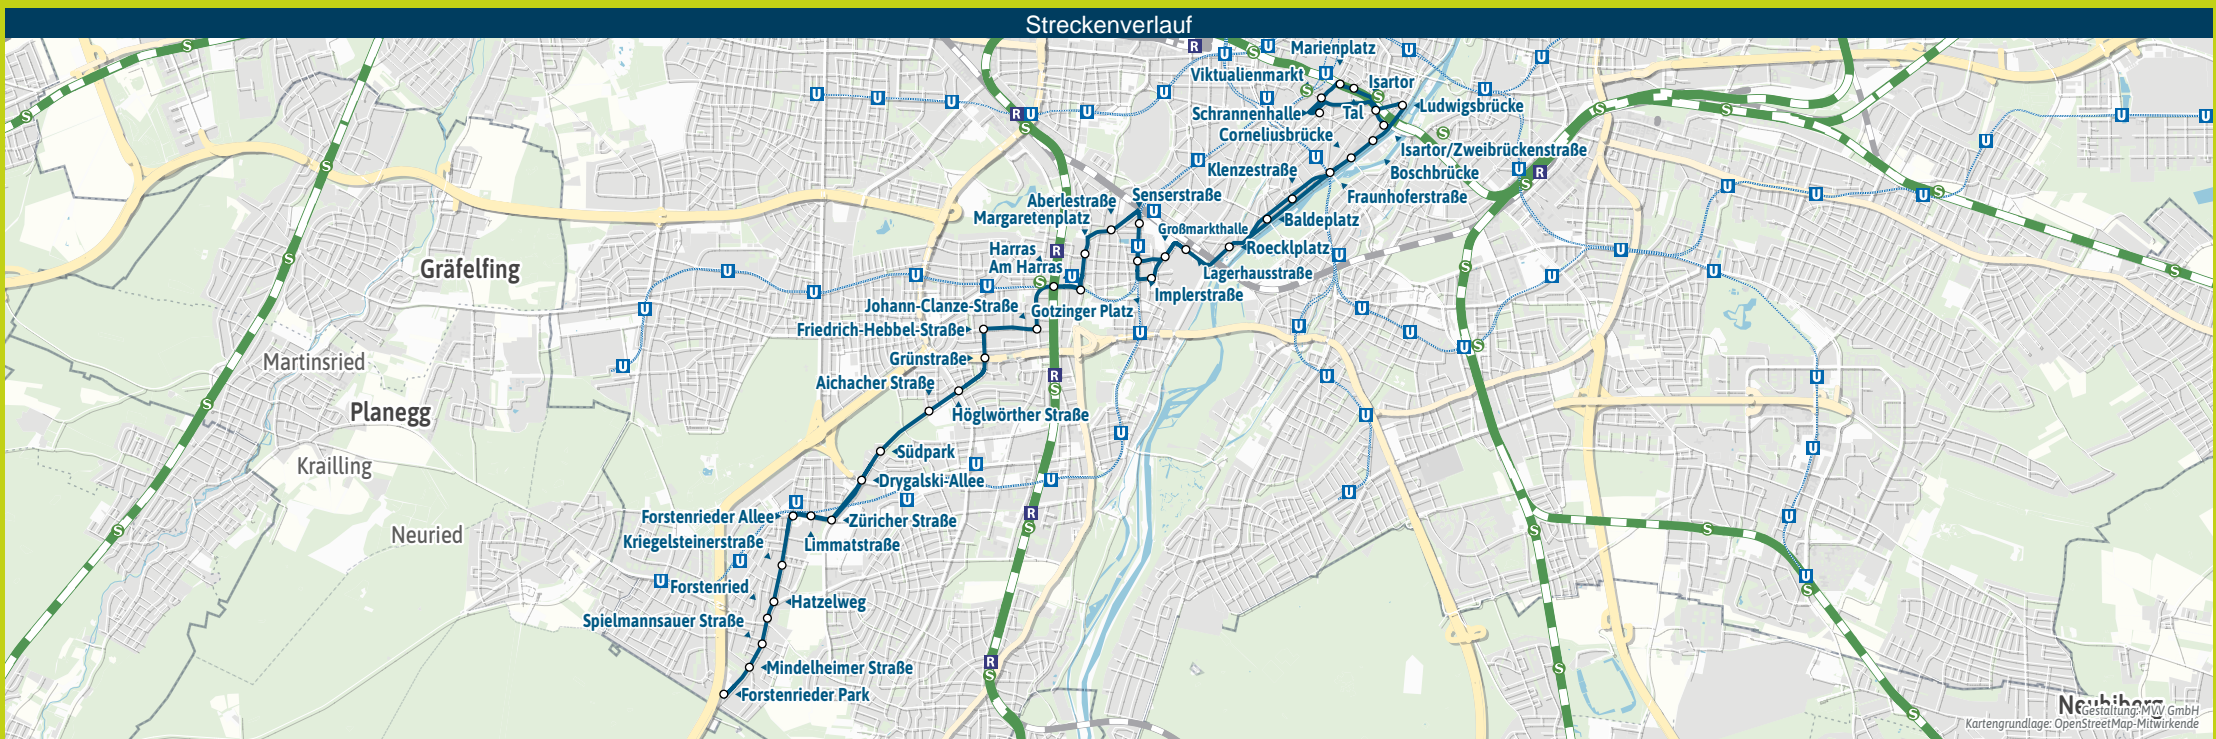 Streckenverlauf
Marienplatz
Viktualienmarkt
Isartor
Ludwigsbrücke
Schrannenhalle
Tal
Corneliusbrücke
Isartor/Zweibrückenstraße
Klenzestraße
Boschbrücke
Fraunhoferstraße
Aberlestraße
Senserstraße
Margaretenplatz
Baldeplatz
Großmarkthalle
Roecklplatz
Harras
Am Harras
Lagerhausstraße
Gräfelfing
Implerstraße
Johann-Clanze-Straße
Gotzinger Platz
Friedrich-Hebbel-Straße
Grünstraße
Martinsried
Aichacher Straße
Planegg
Höglwörther Straße
Südpark
Krailling
Drygalski-Allee
Forstenrieder Allee
Züricher Straße
Neuried
Kriegelsteinerstraße
Limmatstraße
Forstenried
Hatzelweg
Spielmannsauer Straße
Mindelheimer Straße
Forstenrieder Park
Neubiberg
Gestaltung: MVV GmbH
Kartengrundlage: OpenStreetMap-Mitwirkende